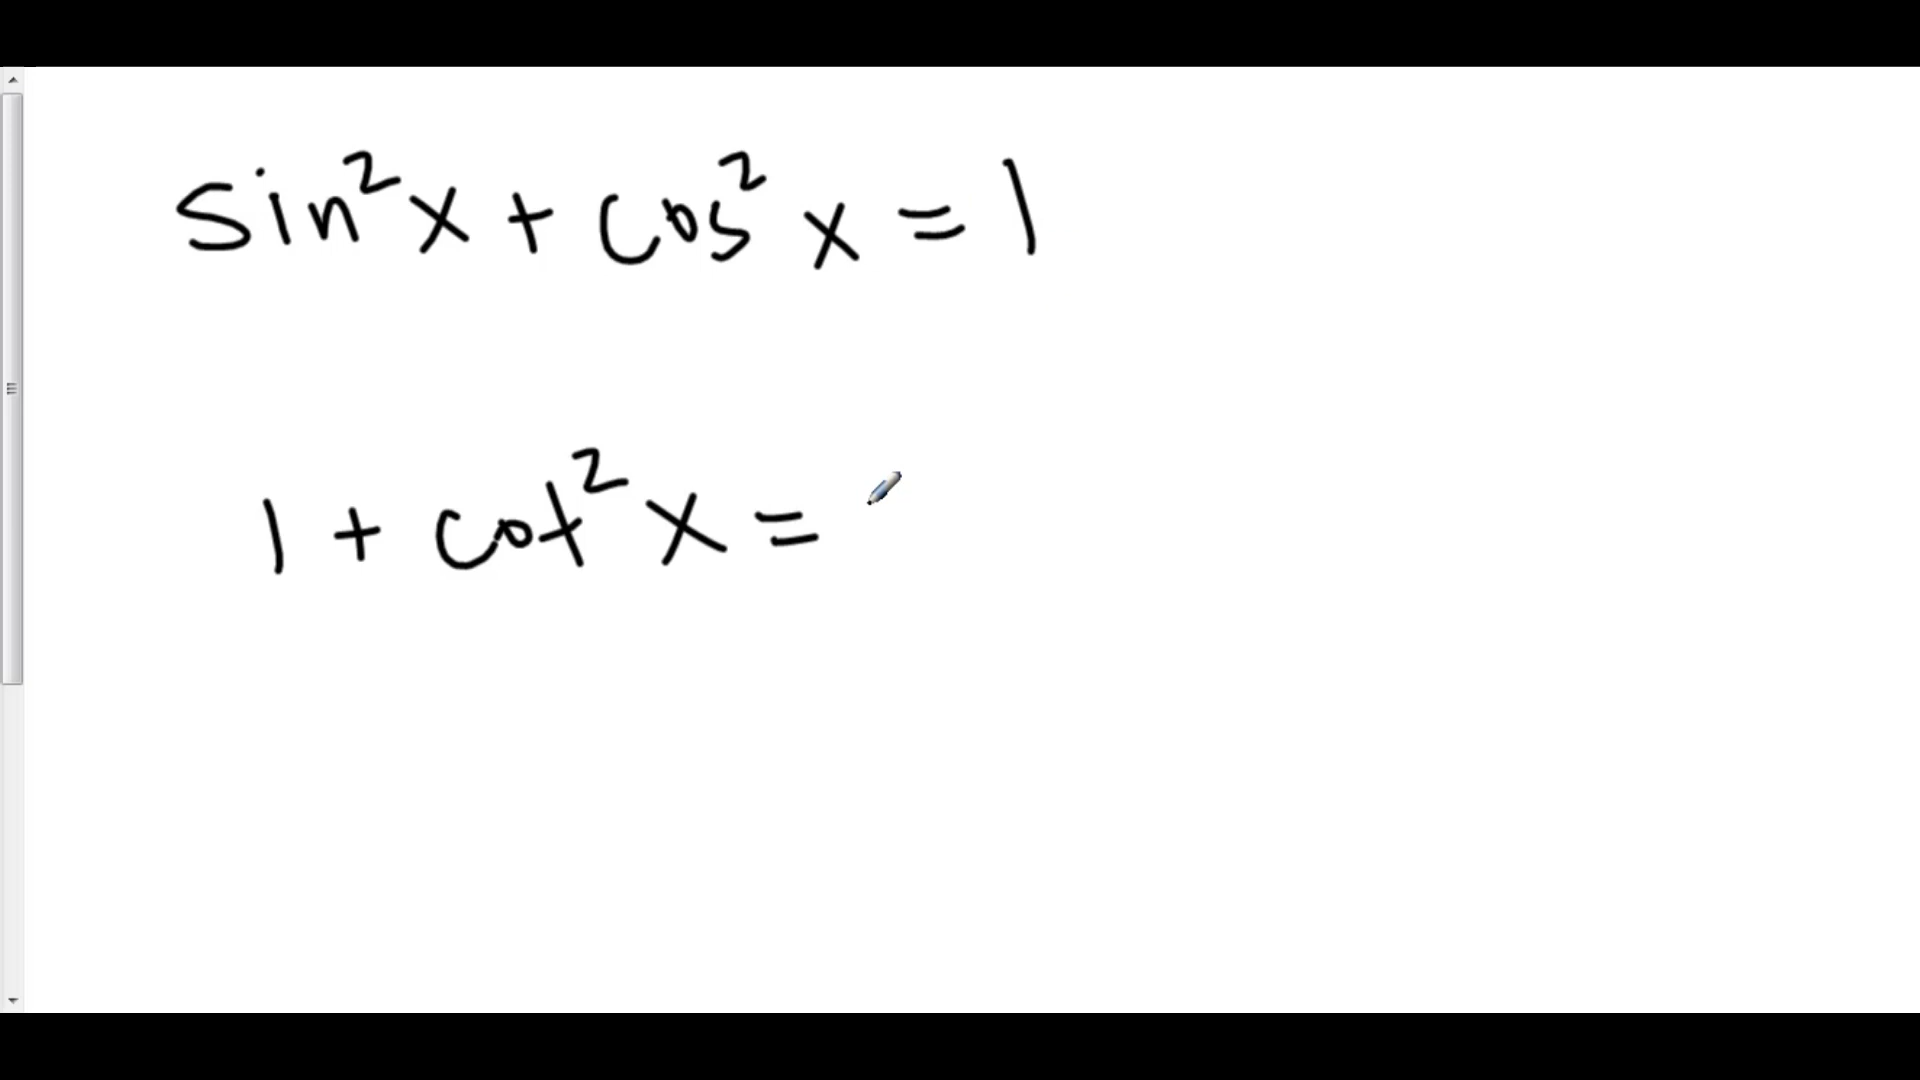 sin²x + cos²x = 1
1 + cot²x =